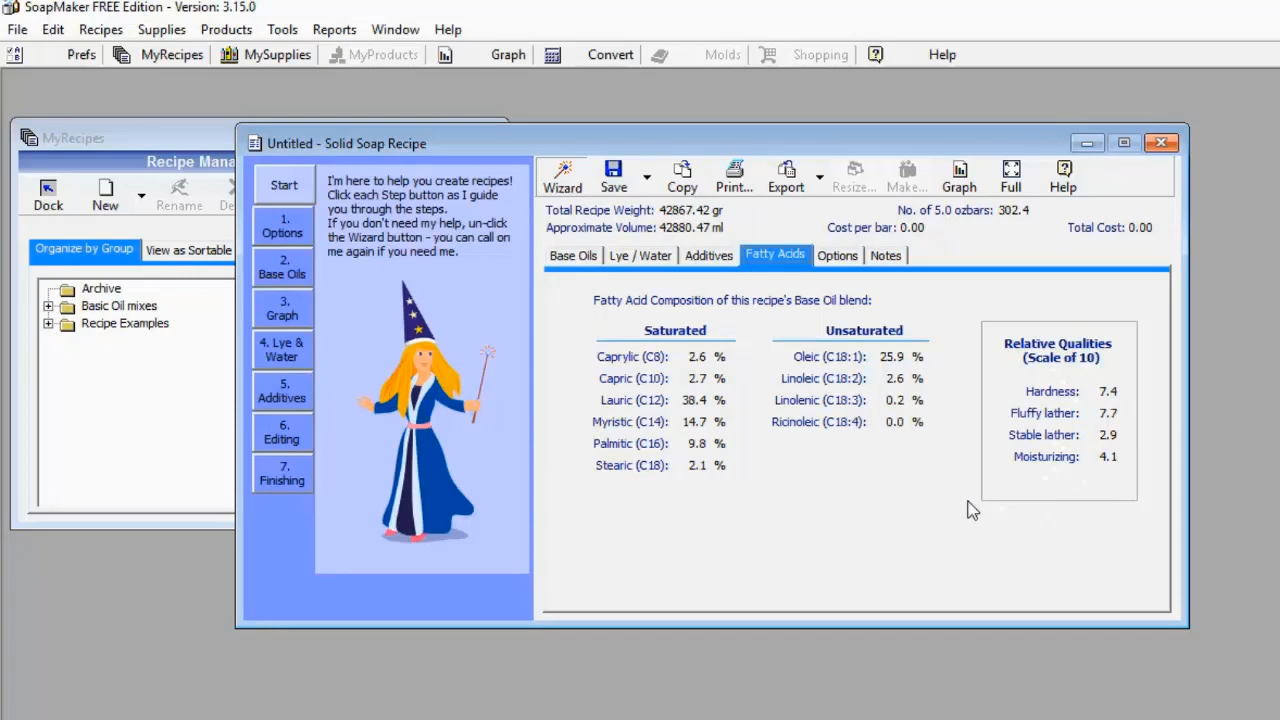 SoapMaker FREE Edition - Version: 3.15.0
File Edit Recipes Supplies Products Tools Reports Window Help
Prefs MyRecipes MySupplies MyProducts Graph Convert Molds Shopping Help
MyRecipes
Recipe Mana
Dock New Rename De
Organize by Group View as Sortable
Archive
Basic Oil mixes
Recipe Examples
Untitled - Solid Soap Recipe
Start
1. Options
2. Base Oils
3. Graph
4. Lye & Water
5. Additives
6. Editing
7. Finishing
I'm here to help you create recipes!
Click each Step button as I guide
you through the steps.
If you don't need my help, un-click
the Wizard button - you can call on
me again if you need me.
Wizard Save Copy Print... Export Resize... Make... Graph Full Help
Total Recipe Weight: 42867.42 gr No. of 5.0 ozbars: 302.4
Approximate Volume: 42880.47 ml Cost per bar: 0.00 Total Cost: 0.00
Base Oils Lye / Water Additives Fatty Acids Options Notes
Fatty Acid Composition of this recipe's Base Oil blend:
Saturated
Caprylic (C8): 2.6 %
Capric (C10): 2.7 %
Lauric (C12): 38.4 %
Myristic (C14): 14.7 %
Palmitic (C16): 9.8 %
Stearic (C18): 2.1 %
Unsaturated
Oleic (C18:1): 25.9 %
Linoleic (C18:2): 2.6 %
Linolenic (C18:3): 0.2 %
Ricinoleic (C18:4): 0.0 %
Relative Qualities
(Scale of 10)
Hardness: 7.4
Fluffy lather: 7.7
Stable lather: 2.9
Moisturizing: 4.1